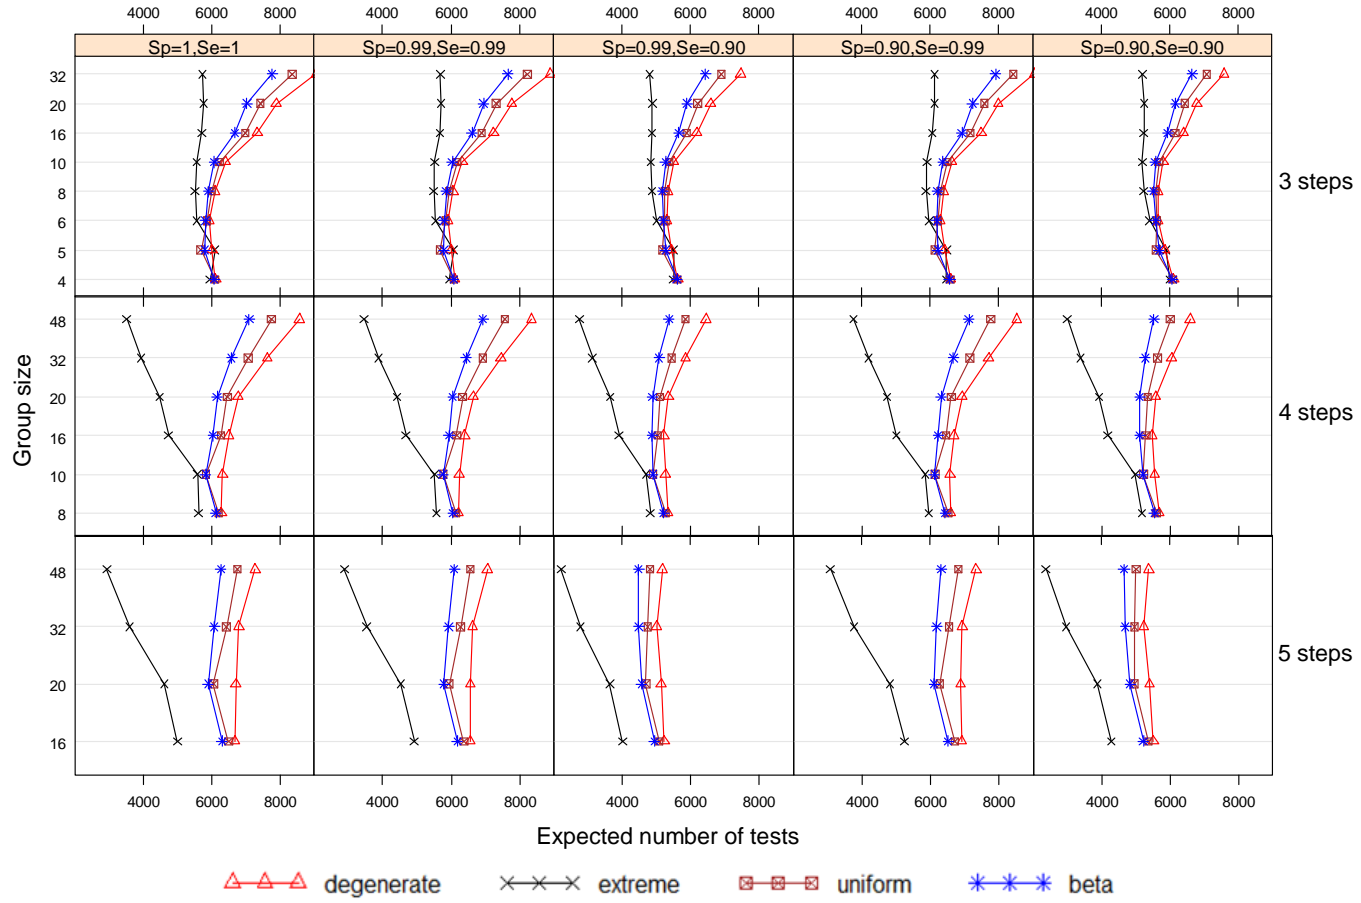 4000 6000 8000 4000 6000 8000 4000 6000 8000 4000 6000 8000 4000 6000 8000
Sp=1,Se=1 Sp=0.99,Se=0.99 Sp=0.99,Se=0.90 Sp=0.90,Se=0.99 Sp=0.90,Se=0.90
32
20
16
10
8
6
5
4
3 steps
48
32
20
16
10
8
4 steps
Group size
48
32
20
16
5 steps
4000 6000 8000 4000 6000 8000 4000 6000 8000 4000 6000 8000 4000 6000 8000
Expected number of tests
degenerate extreme uniform beta